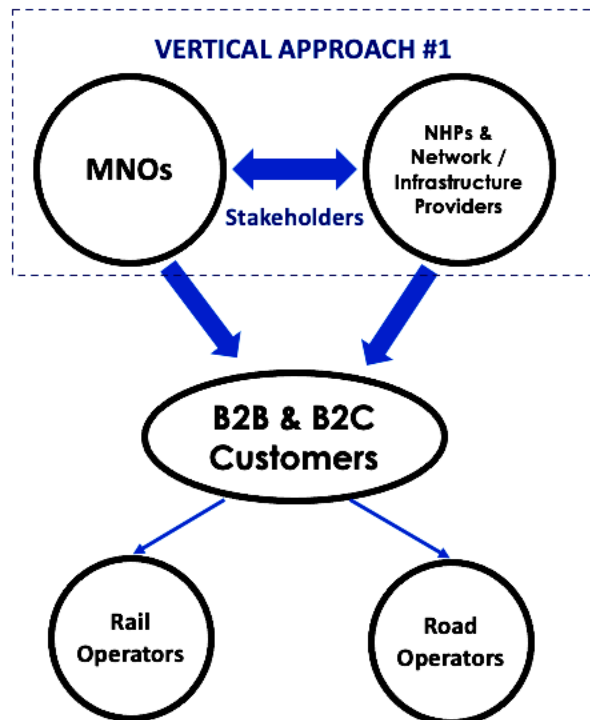 VERTICAL APPROACH #1
MNOs
NHPs &
Network /
Infrastructure
Providers
Stakeholders
B2B & B2C
Customers
Rail
Operators
Road
Operators